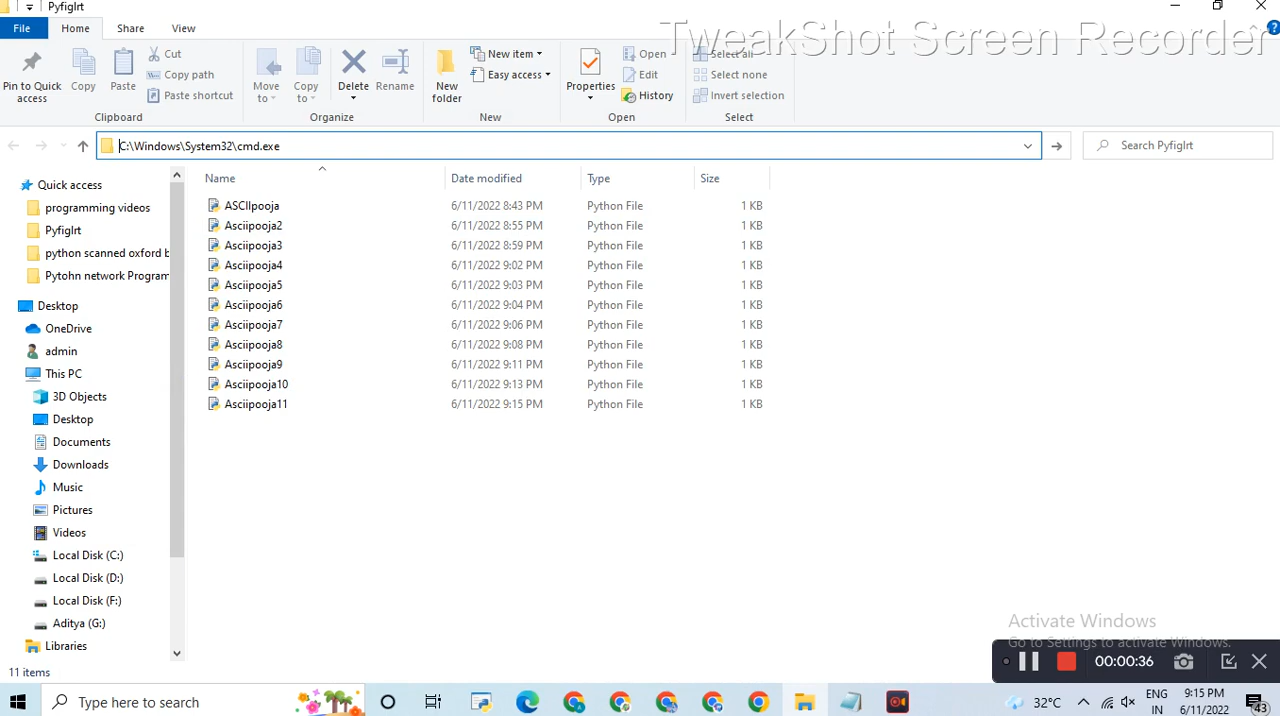 Pyfiglrt
TweakShot Screen Recorder
File Home Share View
Pin to Quick access
Copy
Paste
Cut
Copy path
Paste shortcut
Clipboard
Move to
Copy to
Delete
Rename
Organize
New folder
New item
Easy access
New
Properties
Open
Edit
History
Open
Select all
Select none
Invert selection
Select
C:\Windows\System32\cmd.exe
Search Pyfiglrt
Name Date modified Type Size
ASCIIpooja 6/11/2022 8:43 PM Python File 1 KB
Asciipooja2 6/11/2022 8:55 PM Python File 1 KB
Asciipooja3 6/11/2022 8:59 PM Python File 1 KB
Asciipooja4 6/11/2022 9:02 PM Python File 1 KB
Asciipooja5 6/11/2022 9:03 PM Python File 1 KB
Asciipooja6 6/11/2022 9:04 PM Python File 1 KB
Asciipooja7 6/11/2022 9:06 PM Python File 1 KB
Asciipooja8 6/11/2022 9:08 PM Python File 1 KB
Asciipooja9 6/11/2022 9:11 PM Python File 1 KB
Asciipooja10 6/11/2022 9:13 PM Python File 1 KB
Asciipooja11 6/11/2022 9:15 PM Python File 1 KB
Quick access
programming videos
Pyfiglrt
python scanned oxford b
Pytohn network Program
Desktop
OneDrive
admin
This PC
3D Objects
Desktop
Documents
Downloads
Music
Pictures
Videos
Local Disk (C:)
Local Disk (D:)
Local Disk (F:)
Aditya (G:)
Libraries
11 items
Activate Windows
Go to Settings to activate Windows.
00:00:36
Type here to search
32°C
ENG
IN
9:15 PM
6/11/2022
43